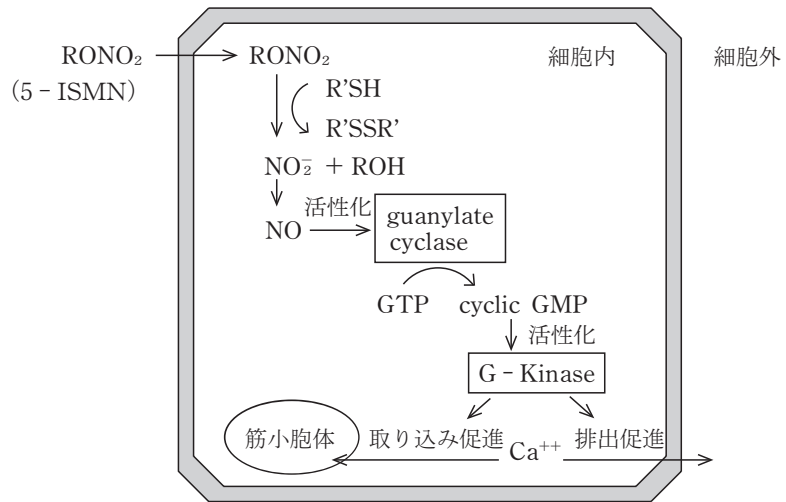 RONO₂
(5‐ISMN)
RONO₂
細胞内
細胞外
R'SH
R'SSR'
NO₂⁻ + ROH
NO
活性化
guanylate
cyclase
GTP
cyclic GMP
活性化
G‐Kinase
筋小胞体
取り込み促進
Ca⁺⁺
排出促進